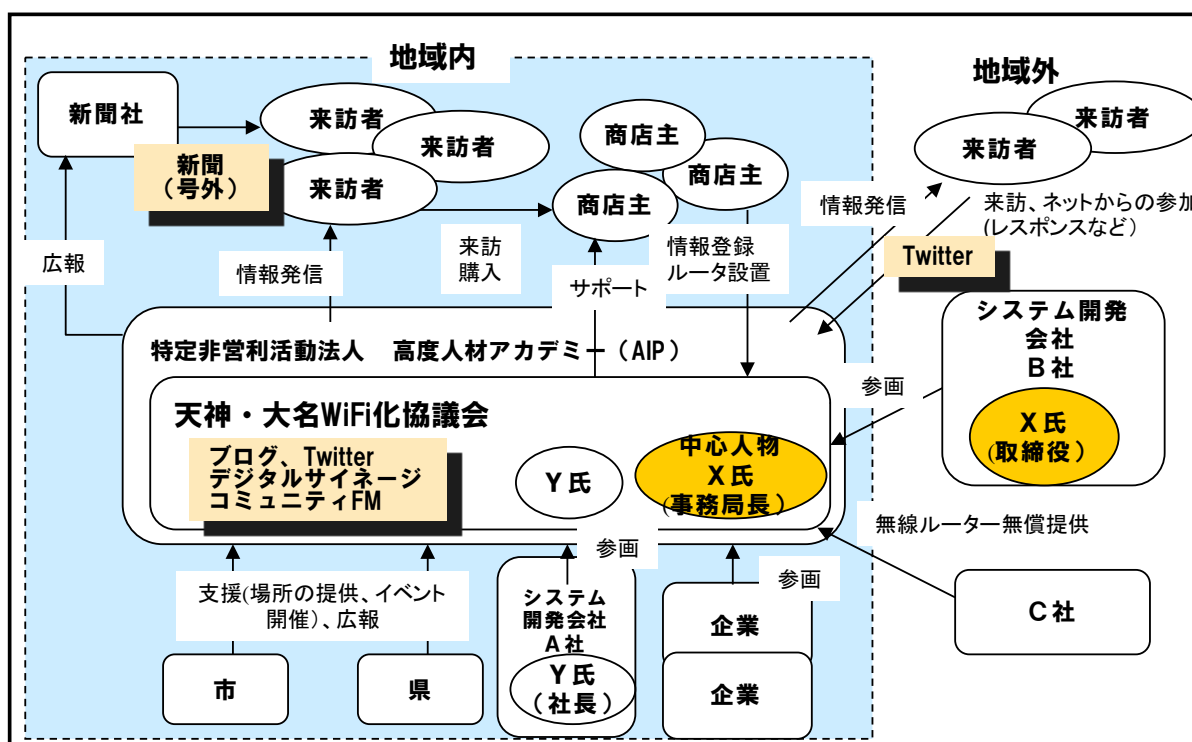 地域内
地域外
新聞社
新聞
(号外)
来訪者
来訪者
来訪者
商店主
商店主
商店主
来訪者
来訪者
広報
情報発信
来訪
購入
サポート
情報登録
ルータ設置
情報発信
来訪、ネットからの参加
(レスポンスなど)
Twitter
特定非営利活動法人　高度人材アカデミー(AIP)
天神・大名WiFi化協議会
ブログ、Twitter
デジタルサイネージ
コミュニティFM
Y氏
中心人物
X氏
(事務局長)
参画
システム開発
会社
B社
X氏
(取締役)
無線ルーター無償提供
C社
支援(場所の提供、イベント
開催)、広報
市
県
参画
システム
開発会社
A社
Y氏
(社長)
参画
企業
企業